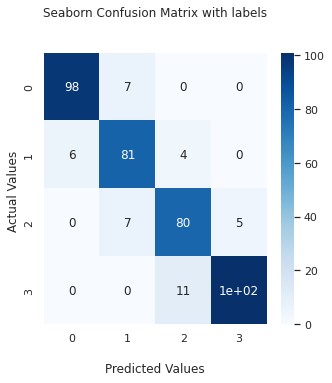 Seaborn Confusion Matrix with labels
100
0 98 7 0 0
80
1 6 81 4 0
60
40
2 0 7 80 5
20
3 0 0 11 1e+02
0
0 1 2 3
Actual Values
Predicted Values